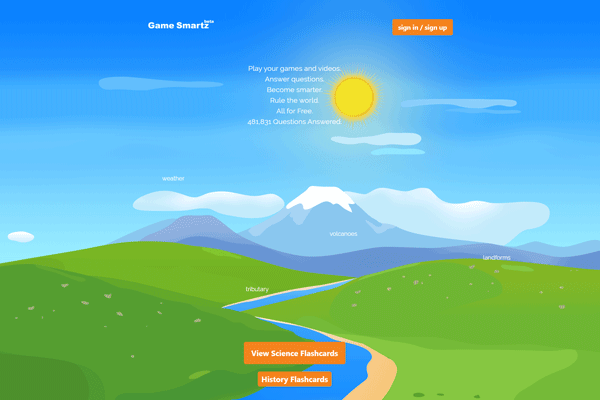 Game Smartz beta
sign in / sign up
Play your games and videos.
Answer questions.
Become smarter.
Rule the world.
All for Free.
481,831 Questions Answered.
weather
volcanoes
landforms
tributary
View Science Flashcards
History Flashcards